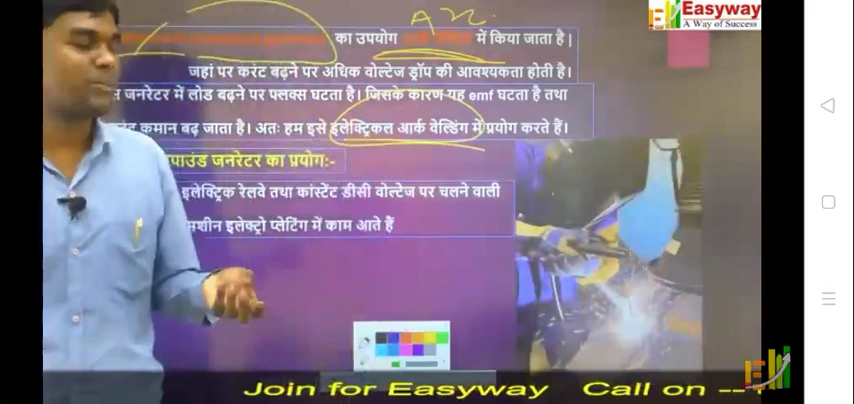 Easyway
A Way of Success
का उपयोग में किया जाता है |
जहां पर करंट बढ़ने पर अधिक वोल्टेज ड्रॉप की आवश्यकता होती है।
जनरेटर में लोड बढ़ने पर फ्लक्स घटता है। जिसके कारण यह emf घटता है तथा
मान बढ़ जाता है। अतः हम इसे इलेक्ट्रिकल आर्क वेल्डिंग में प्रयोग करते हैं।
पाउंड जनरेटर का प्रयोग:-
इलेक्ट्रिक रेलवे तथा कांस्टेंट डीसी वोल्टेज पर चलने वाली
मशीन इलेक्ट्रो प्लेटिंग में काम आते हैं
Join for Easyway Call on --